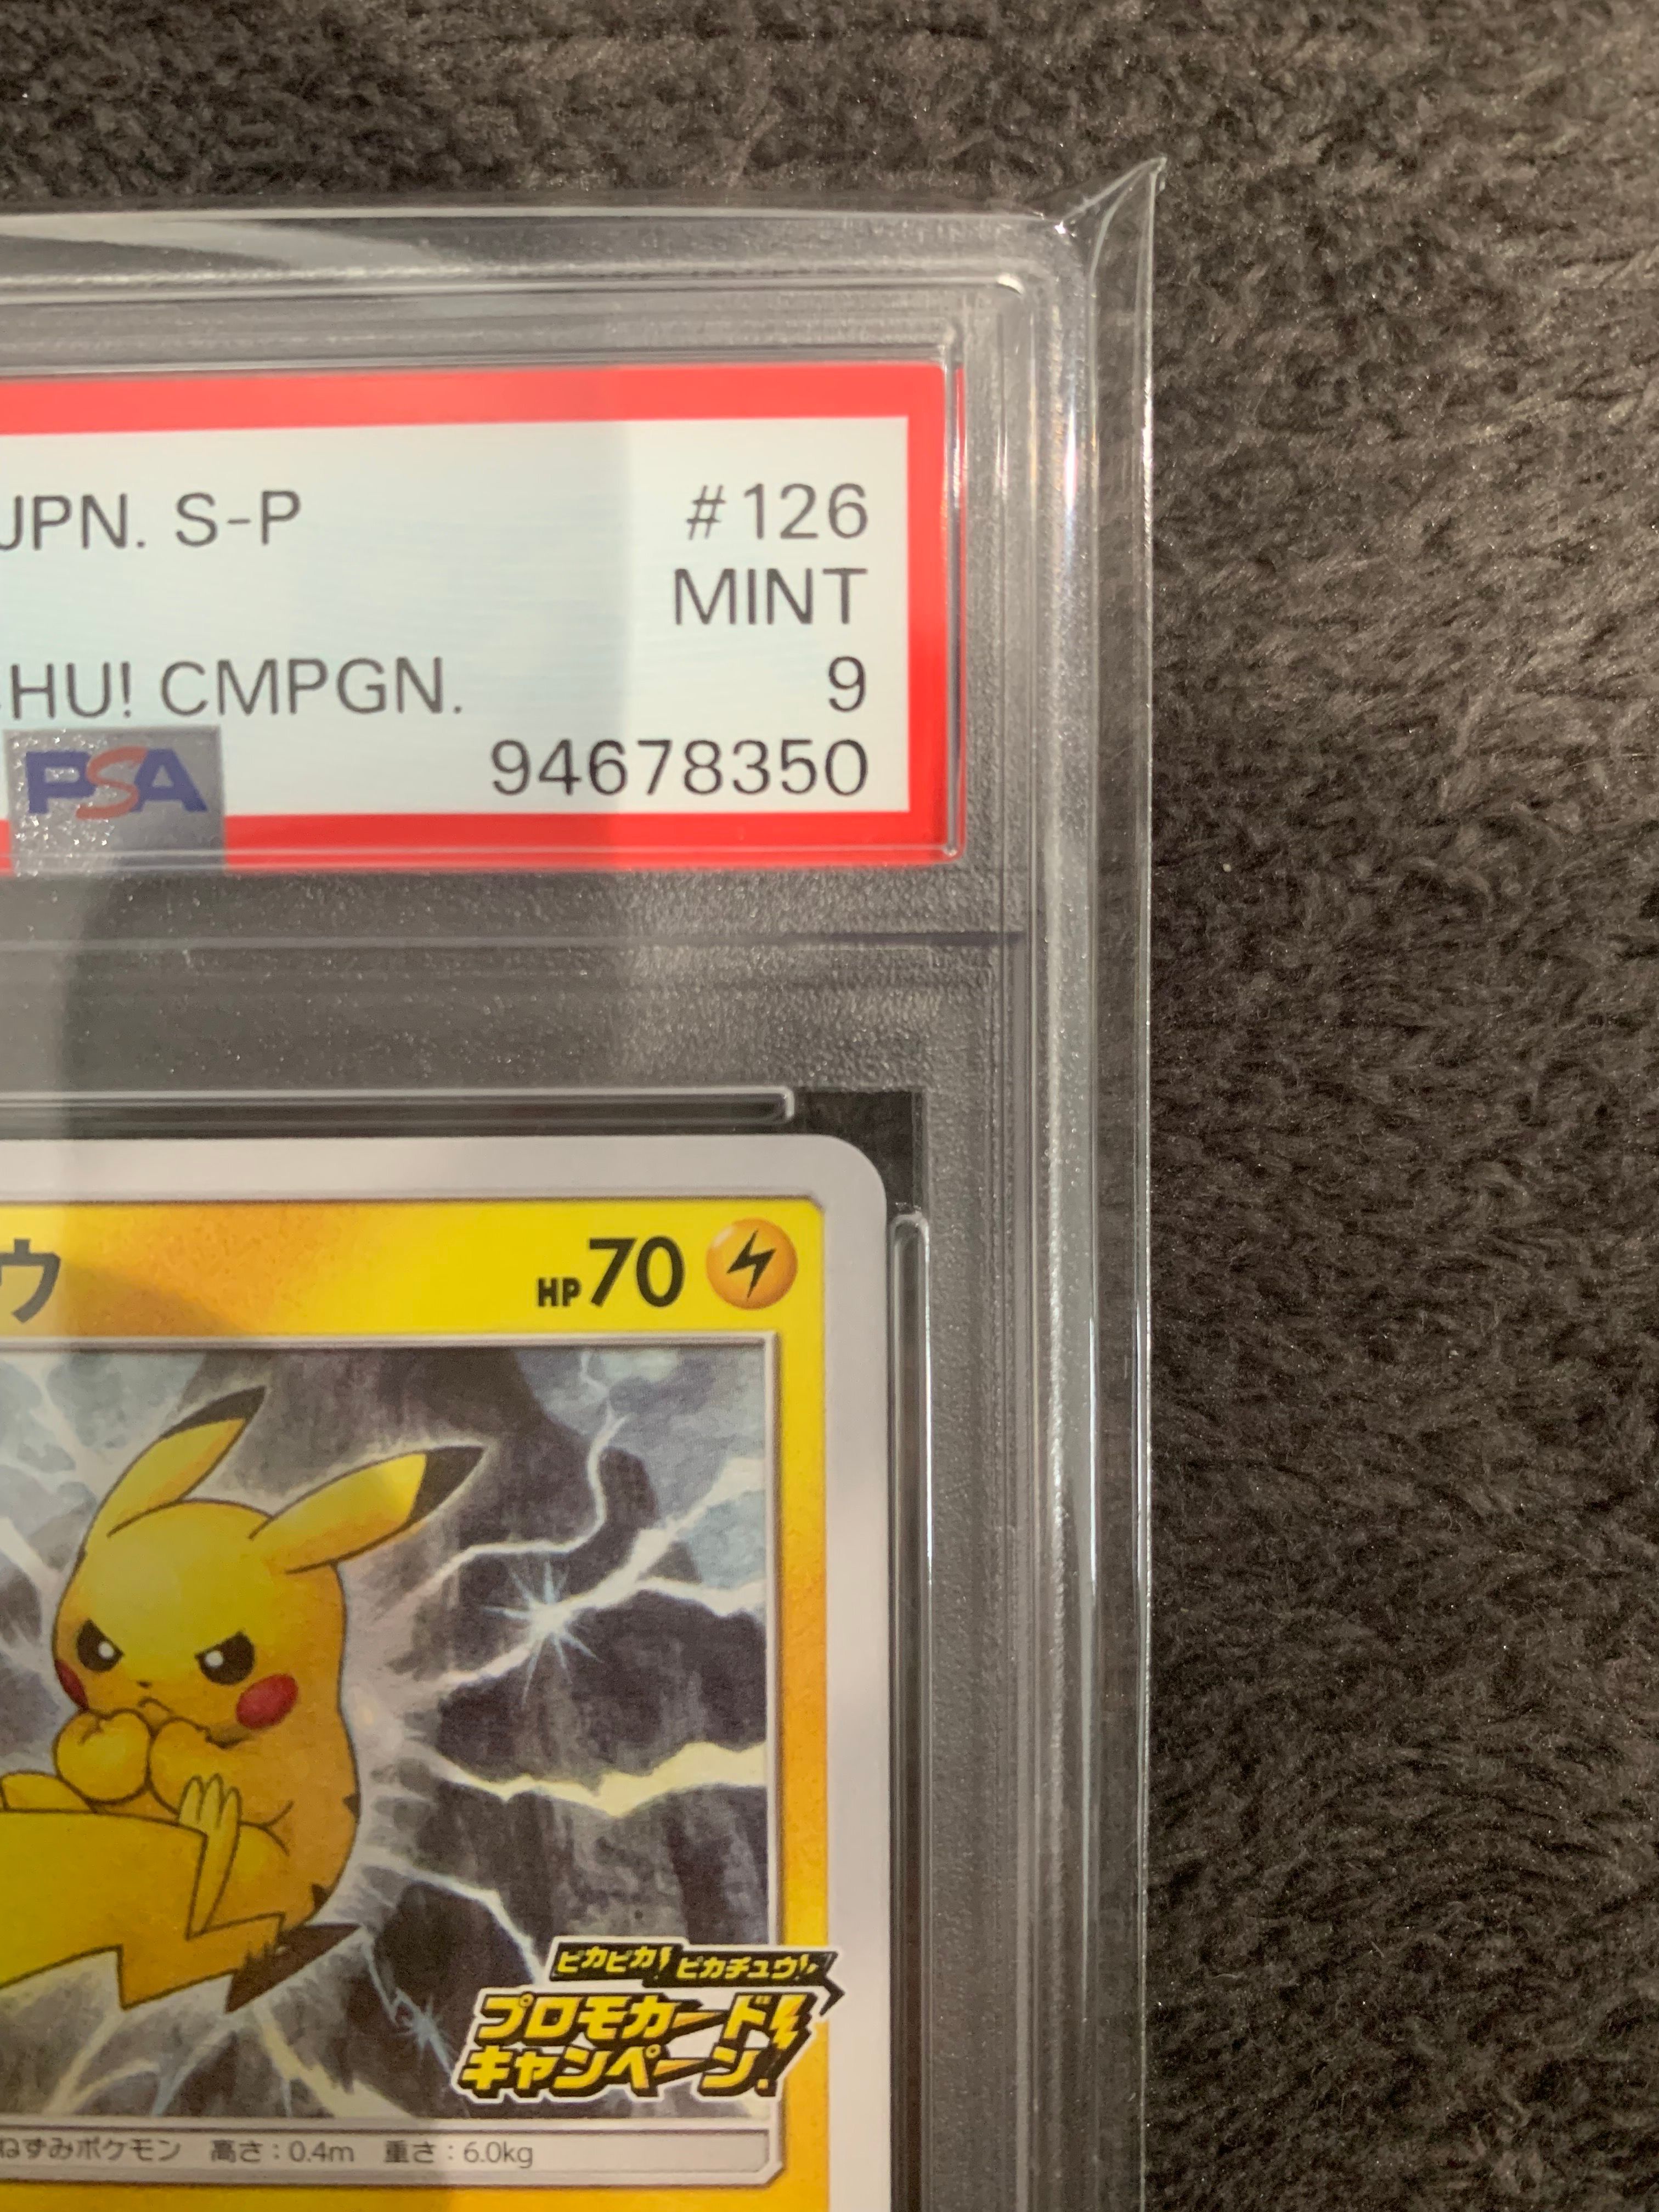 JPN. S-P #126
MINT
CHU! CMPGN. 9
PSA 94678350
ウ HP70
ピカピカ! ピカチュウ!
プロモカード
キャンペーン!
ねずみポケモン 高さ:0.4m 重さ:6.0kg